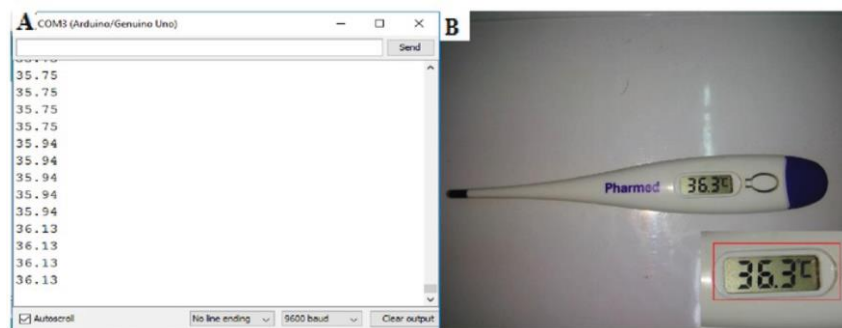 A COM3 (Arduino/Genuino Uno)
Send
35.75
35.75
35.75
35.75
35.94
35.94
35.94
35.94
35.94
36.13
36.13
36.13
36.13
Autoscroll
No line ending
9600 baud
Clear output
B
Pharmed
36.3°C
36.3°C